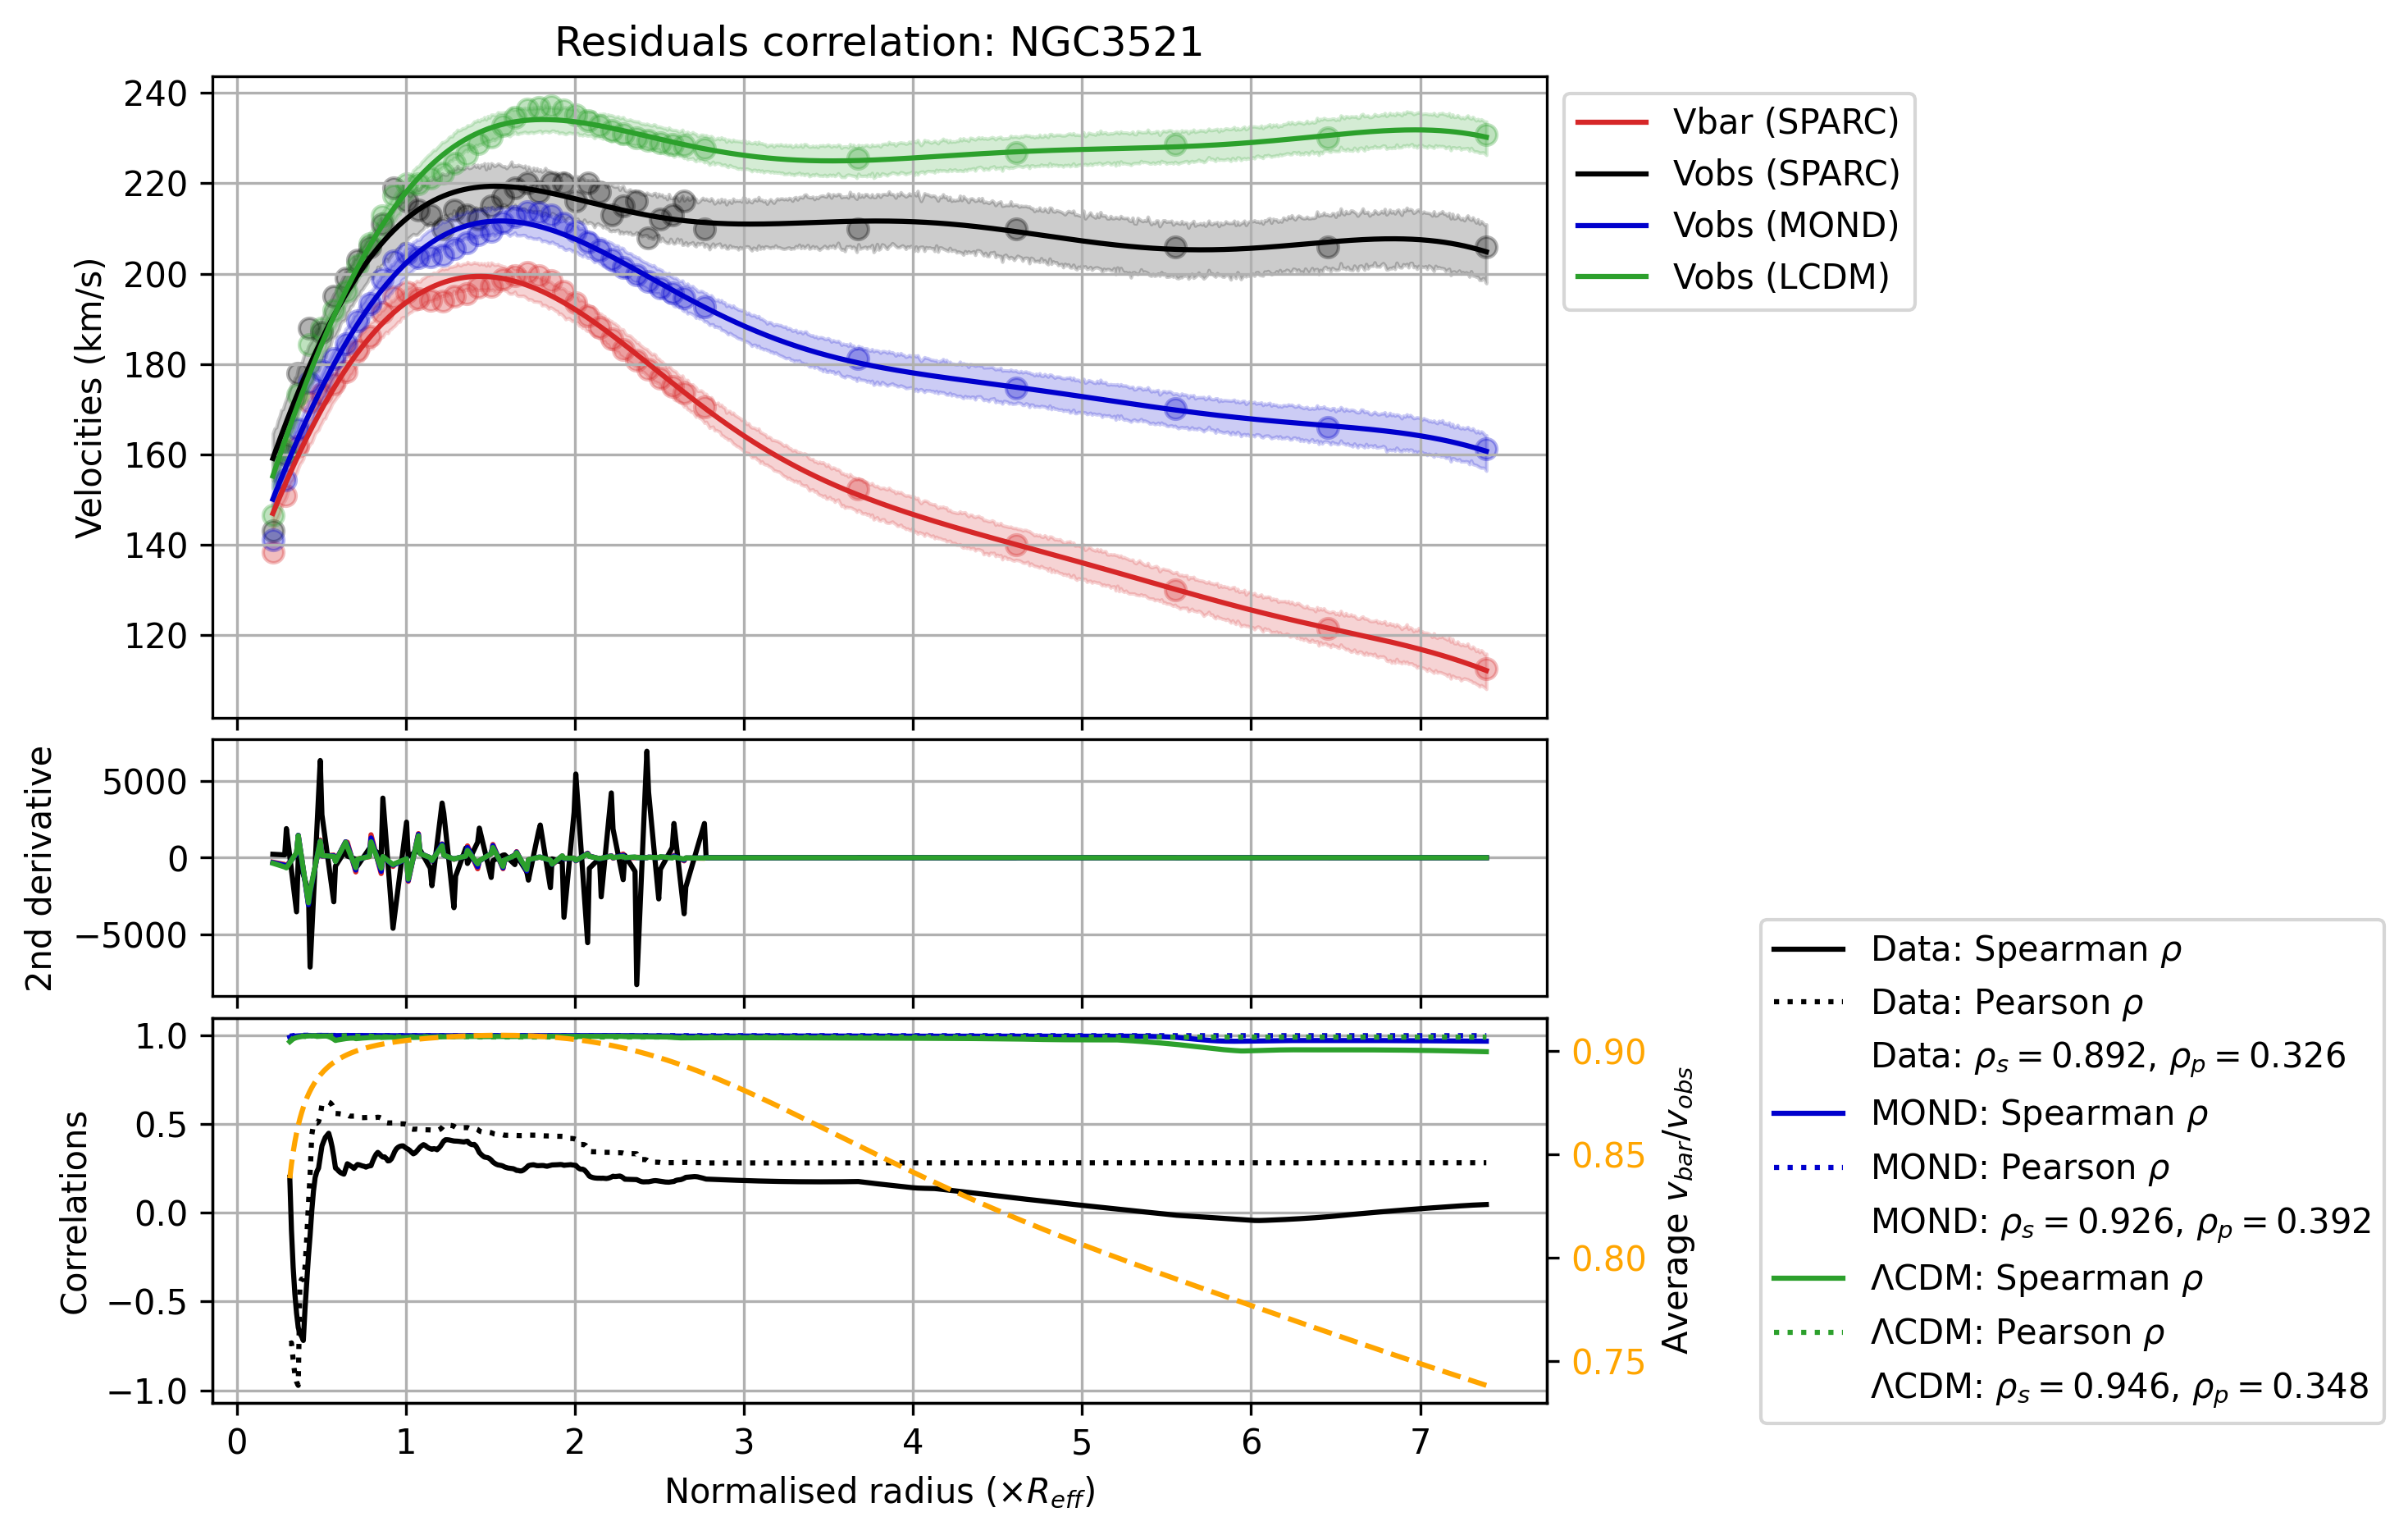 Residuals correlation: NGC3521
240
220
200
180
160
140
120
Velocities (km/s)
Vbar (SPARC)
Vobs (SPARC)
Vobs (MOND)
Vobs (LCDM)
5000
0
−5000
2nd derivative
1.0
0.5
0.0
−0.5
−1.0
Correlations
0.90
0.85
0.80
0.75
Average v_bar/v_obs
Data: Spearman ρ
Data: Pearson ρ
Data: ρ_s = 0.892, ρ_p = 0.326
MOND: Spearman ρ
MOND: Pearson ρ
MOND: ρ_s = 0.926, ρ_p = 0.392
ΛCDM: Spearman ρ
ΛCDM: Pearson ρ
ΛCDM: ρ_s = 0.946, ρ_p = 0.348
0 1 2 3 4 5 6 7
Normalised radius (×R_eff)